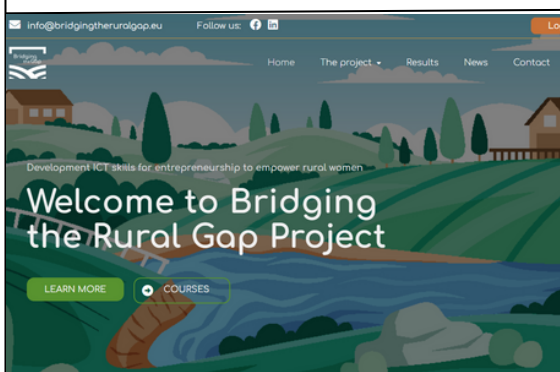 info@bridgingtheruralgap.eu Follow us:
Home The project Results News Contact
Development ICT skills for entrepreneurship to empower rural women
Welcome to Bridging
the Rural Gap Project
LEARN MORE COURSES